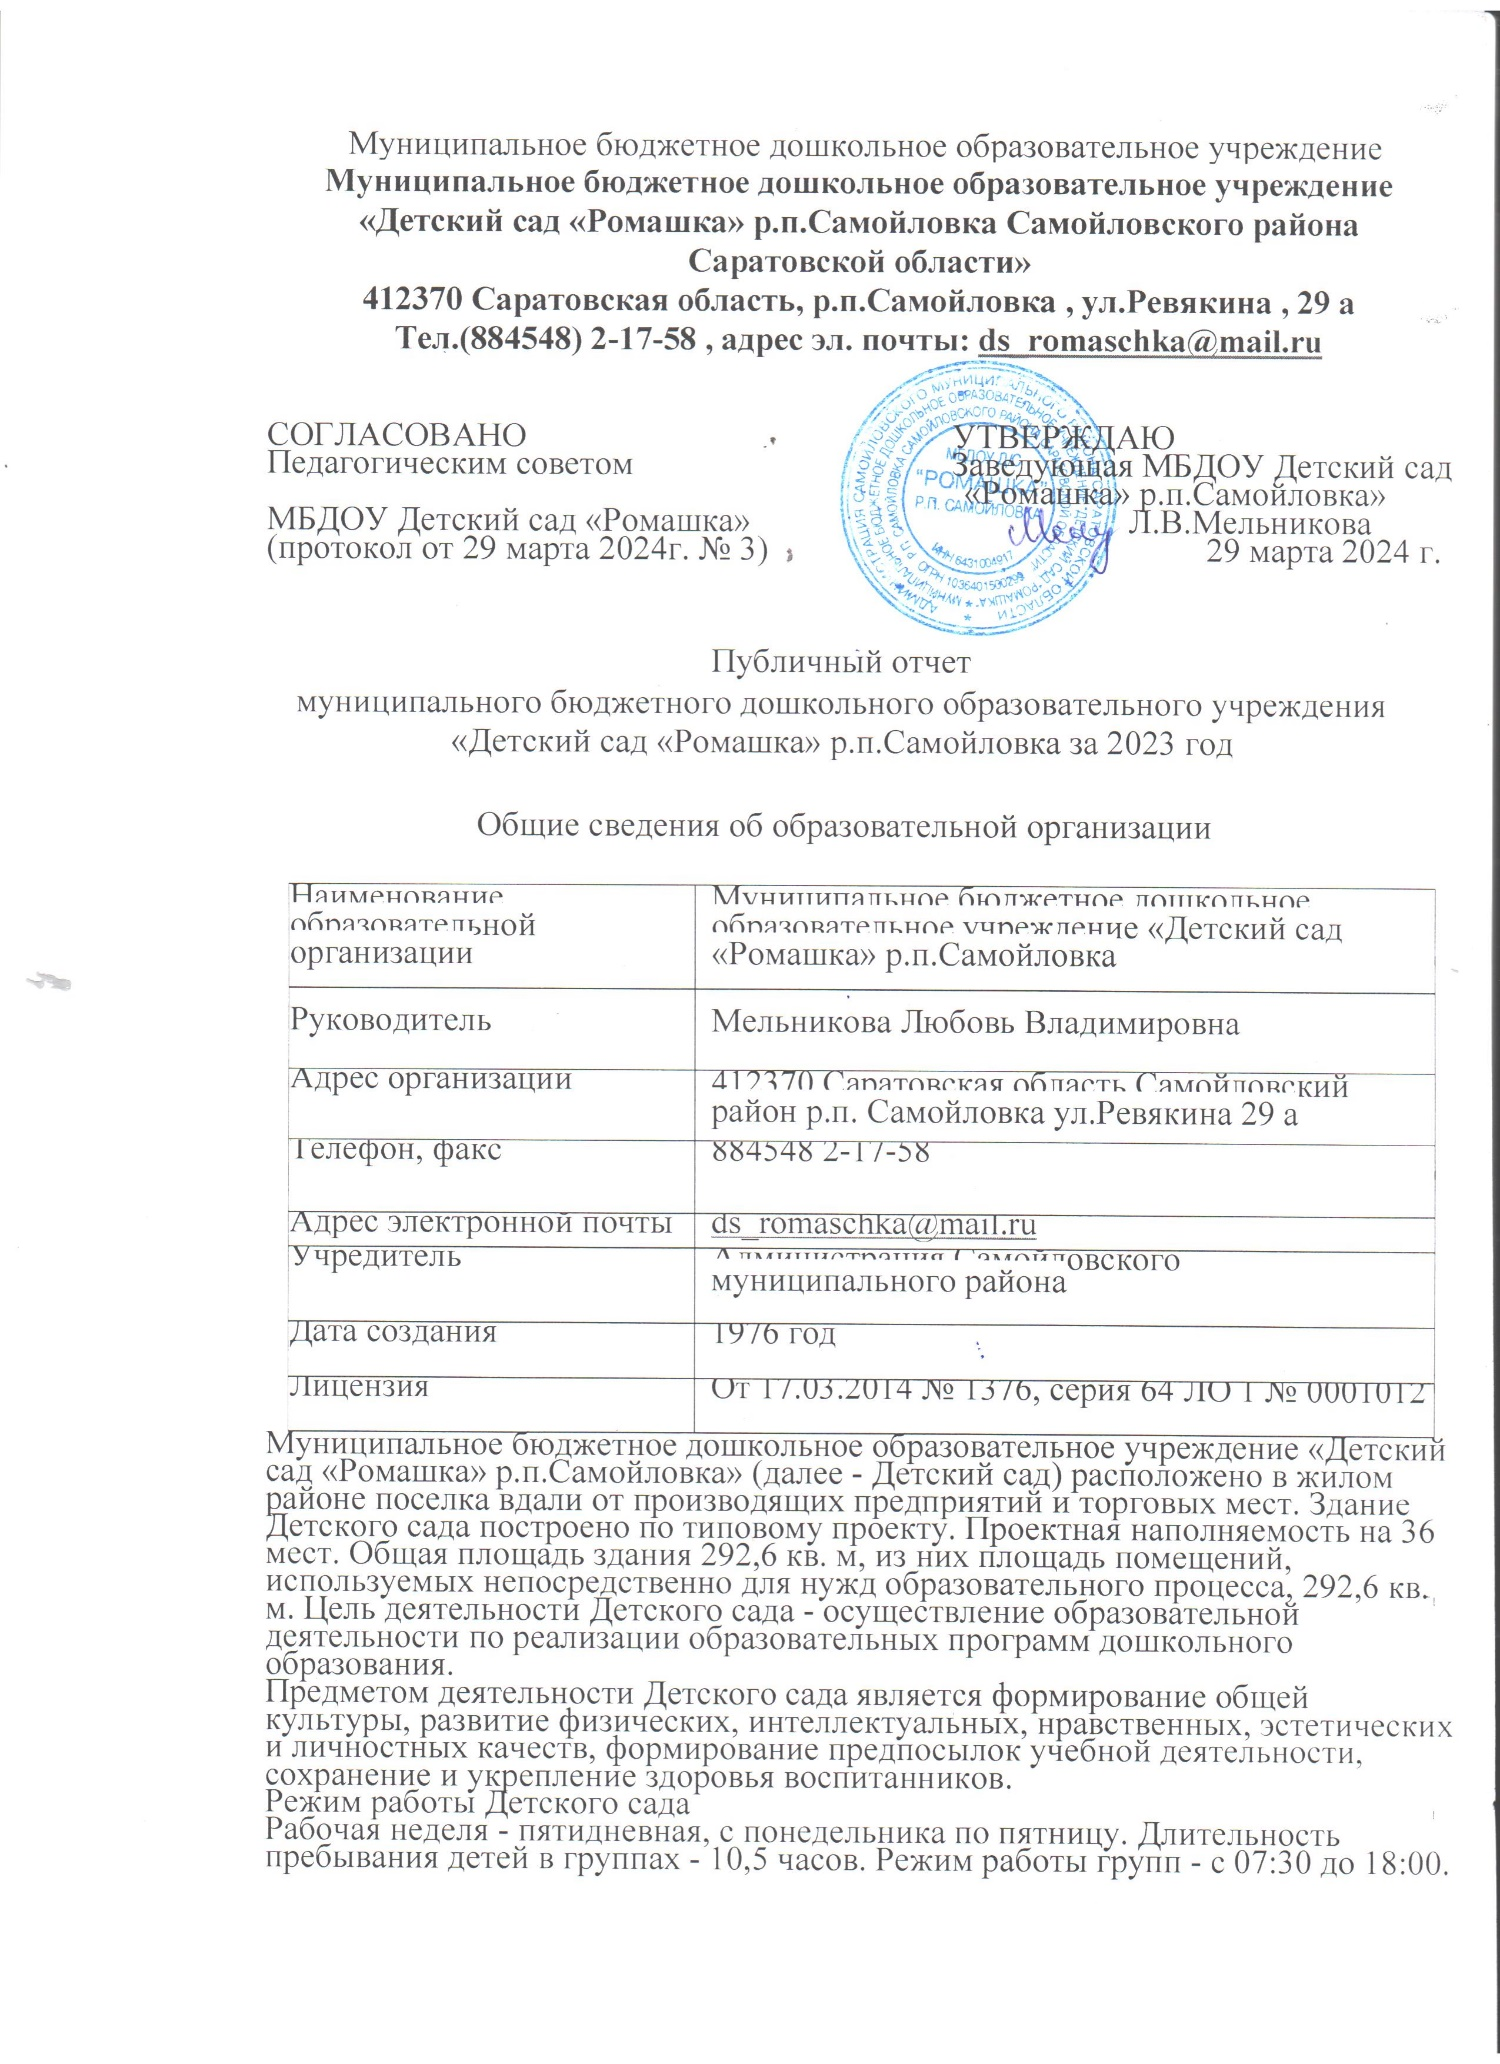 Муниципальное бюджетное дошкольное образовательное учреждение
Муниципальное бюджетное дошкольное образовательное учреждение
«Детский сад «Ромашка» р.п.Самойловка Самойловского района
Саратовской области»
412370 Саратовская область, р.п.Самойловка , ул.Ревякина , 29 а
Тел.(884548) 2-17-58 , адрес эл. почты: ds_romaschka@mail.ru
СОГЛАСОВАНО
Педагогическим советом
МБДОУ Детский сад «Ромашка»
(протокол от 29 марта 2024г. № 3)
УТВЕРЖДАЮ
Заведующая МБДОУ Детский сад
«Ромашка» р.п.Самойловка»
Л.В.Мельникова
29 марта 2024 г.
МБДОУ Д/С
"РОМАШКА"
Р.П. САМОЙЛОВКА
ИНН 6431004917
Публичный отчет
муниципального бюджетного дошкольного образовательного учреждения
«Детский сад «Ромашка» р.п.Самойловка за 2023 год
Общие сведения об образовательной организации
Наименование
образовательной
организации
Муниципальное бюджетное дошкольное
образовательное учреждение «Детский сад
«Ромашка» р.п.Самойловка
Руководитель
Мельникова Любовь Владимировна
Адрес организации
412370 Саратовская область Самойловский
район р.п. Самойловка ул.Ревякина 29 а
Телефон, факс
884548 2-17-58
Адрес электронной почты
ds_romaschka@mail.ru
Учредитель
Администрация Самойловского
муниципального района
Дата создания
1976 год
Лицензия
От 17.03.2014 № 1376, серия 64 ЛО 1 № 0001012
Муниципальное бюджетное дошкольное образовательное учреждение «Детский
сад «Ромашка» р.п.Самойловка» (далее - Детский сад) расположено в жилом
районе поселка вдали от производящих предприятий и торговых мест. Здание
Детского сада построено по типовому проекту. Проектная наполняемость на 36
мест. Общая площадь здания 292,6 кв. м, из них площадь помещений,
используемых непосредственно для нужд образовательного процесса, 292,6 кв.
м. Цель деятельности Детского сада - осуществление образовательной
деятельности по реализации образовательных программ дошкольного
образования.
Предметом деятельности Детского сада является формирование общей
культуры, развитие физических, интеллектуальных, нравственных, эстетических
и личностных качеств, формирование предпосылок учебной деятельности,
сохранение и укрепление здоровья воспитанников.
Режим работы Детского сада
Рабочая неделя - пятидневная, с понедельника по пятницу. Длительность
пребывания детей в группах - 10,5 часов. Режим работы групп - с 07:30 до 18:00.